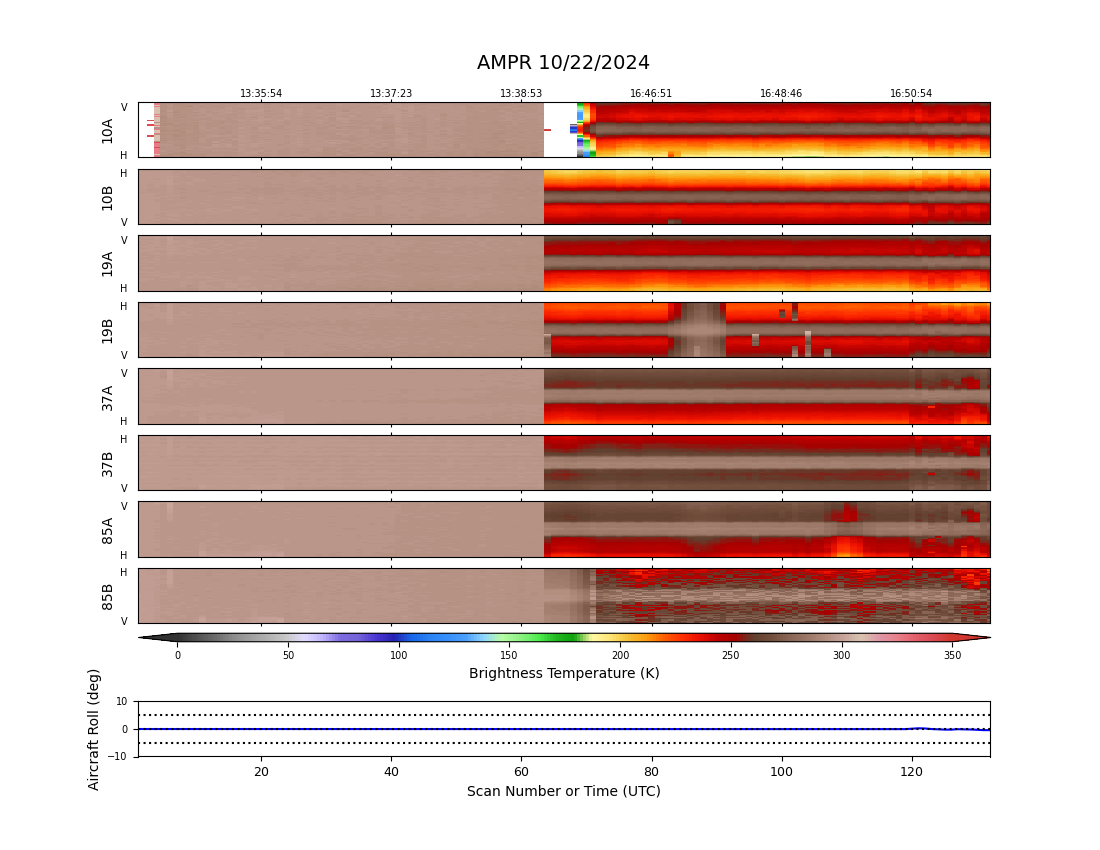 AMPR 10/22/2024
13:35:54 13:37:23 13:38:53 16:46:51 16:48:46 16:50:54
V
10A
H
H
10B
V
V
19A
H
H
19B
V
V
37A
H
H
37B
V
V
85A
H
H
85B
V
0 50 100 150 200 250 300 350
Brightness Temperature (K)
Aircraft Roll (deg)
10
0
−10
20 40 60 80 100 120
Scan Number or Time (UTC)